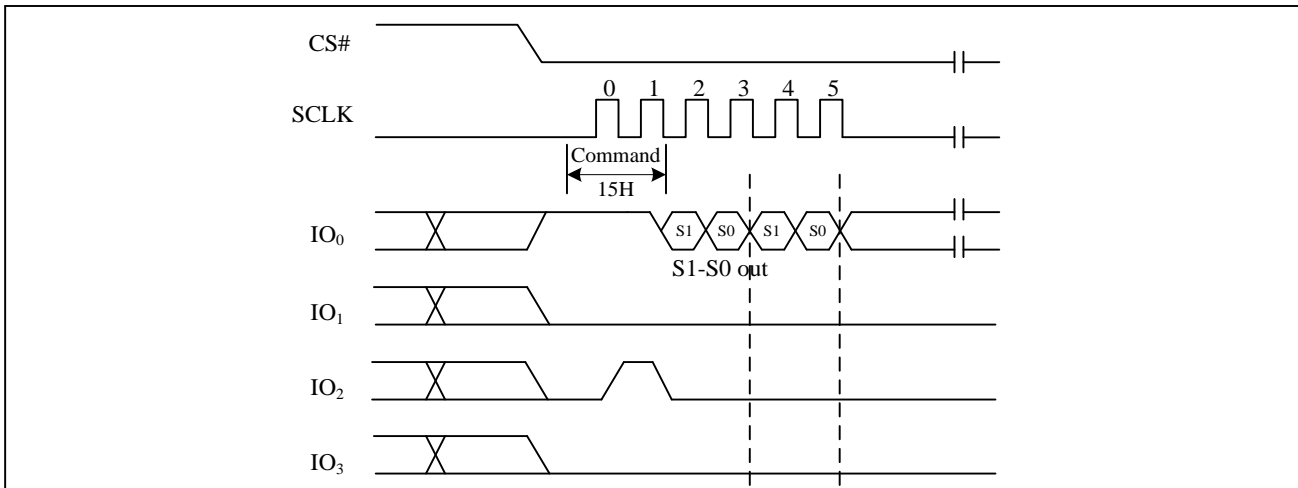 CS#
0 1 2 3 4 5
SCLK
Command
15H
IO0
S1 S0 S1 S0
S1-S0 out
IO1
IO2
IO3